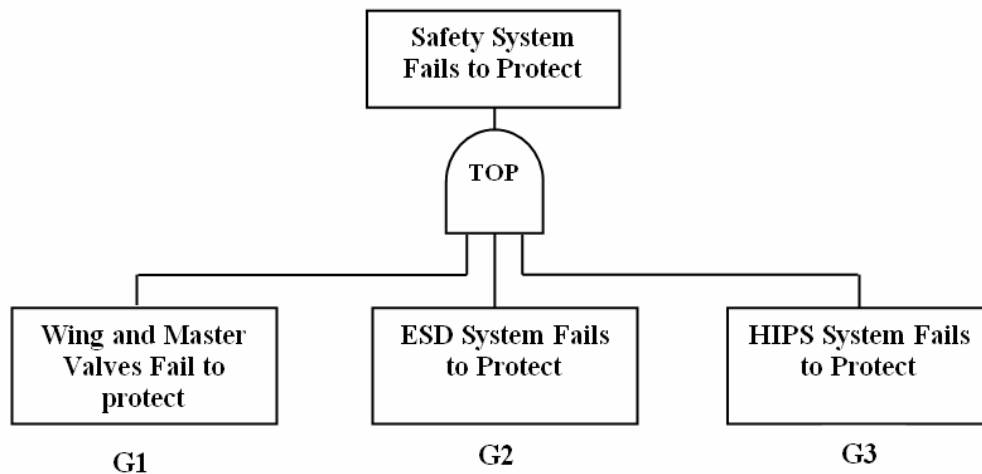 Safety System
Fails to Protect
TOP
Wing and Master
Valves Fail to
protect
ESD System Fails
to Protect
HIPS System Fails
to Protect
G1
G2
G3